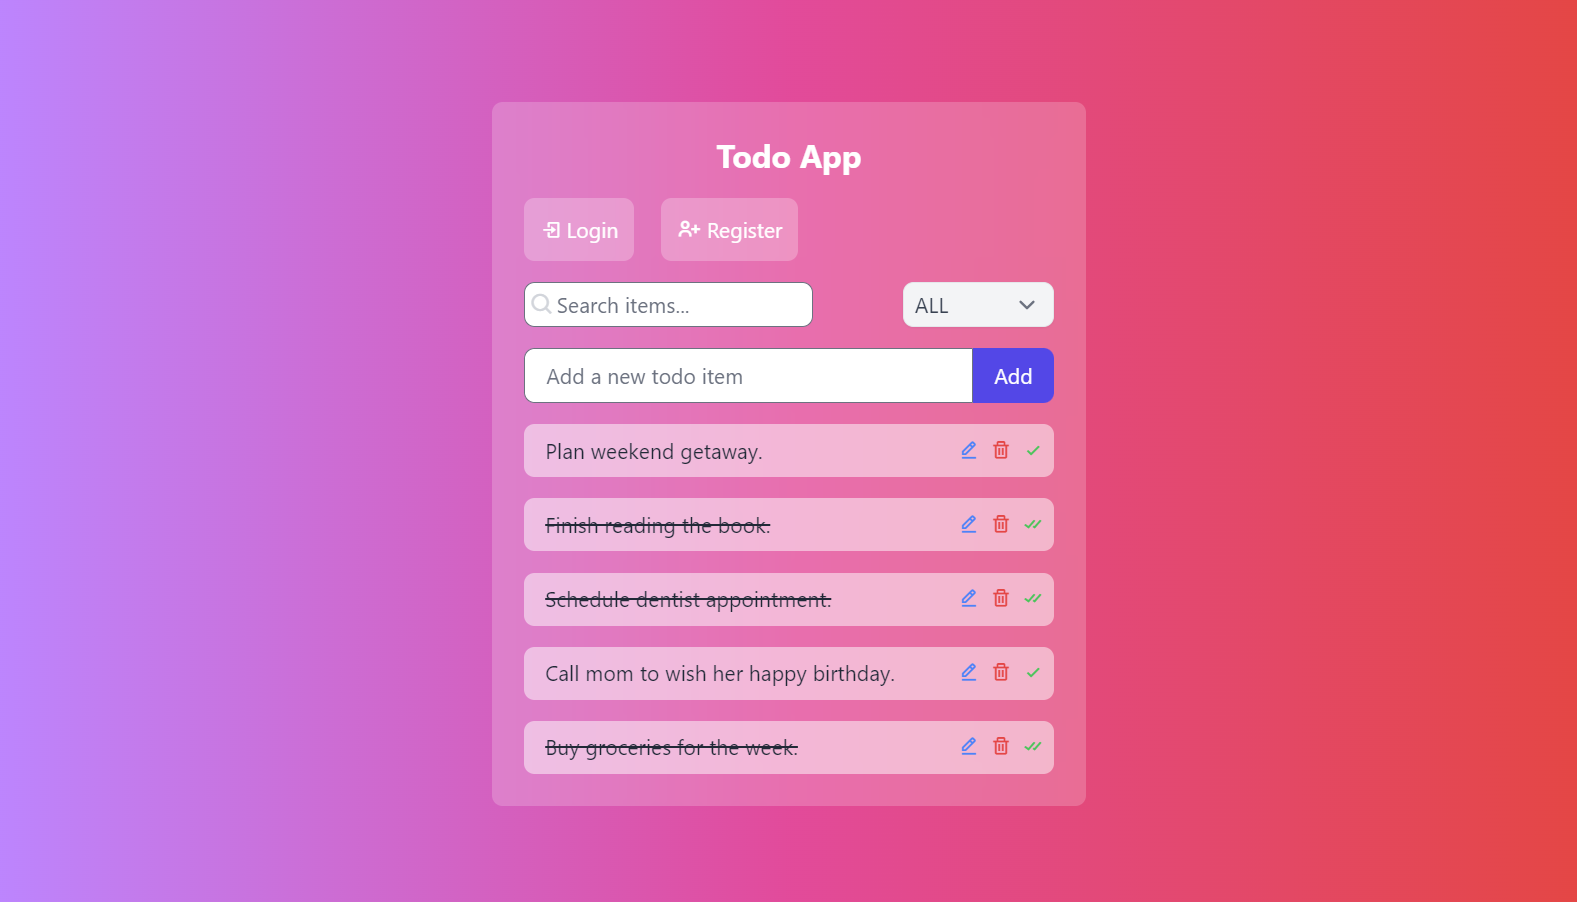 Todo App
Login
Register
Search items...
ALL
Add a new todo item
Add
Plan weekend getaway.
Finish reading the book.
Schedule dentist appointment.
Call mom to wish her happy birthday.
Buy groceries for the week.